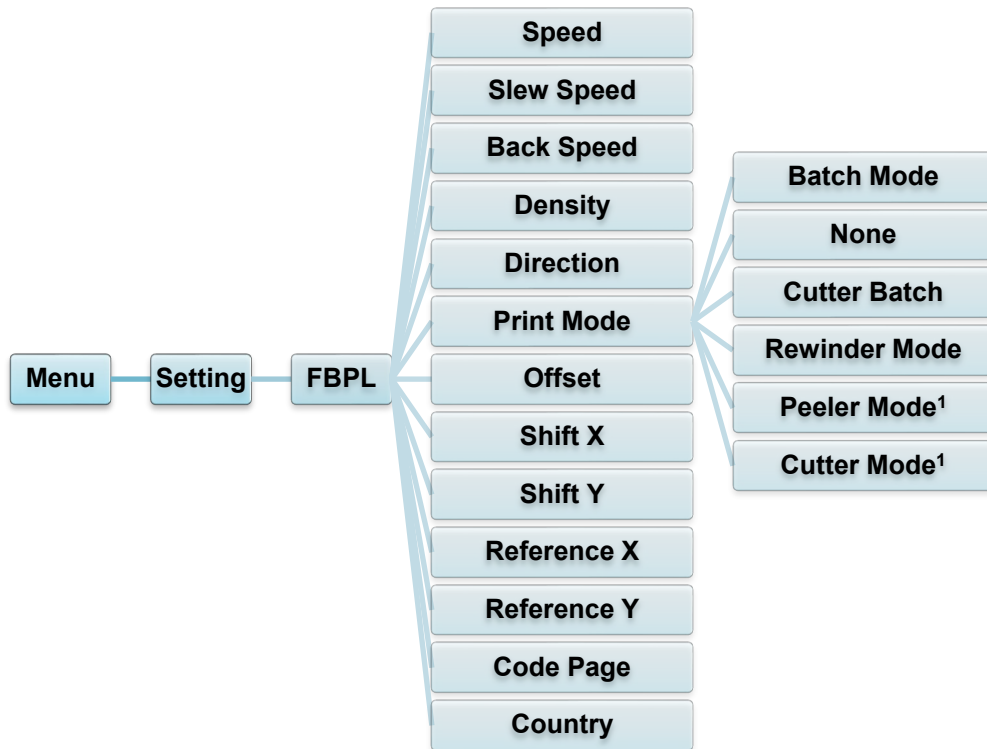 Menu
Setting
FBPL
Speed
Slew Speed
Back Speed
Density
Direction
Print Mode
Offset
Shift X
Shift Y
Reference X
Reference Y
Code Page
Country
Batch Mode
None
Cutter Batch
Rewinder Mode
Peeler Mode¹
Cutter Mode¹